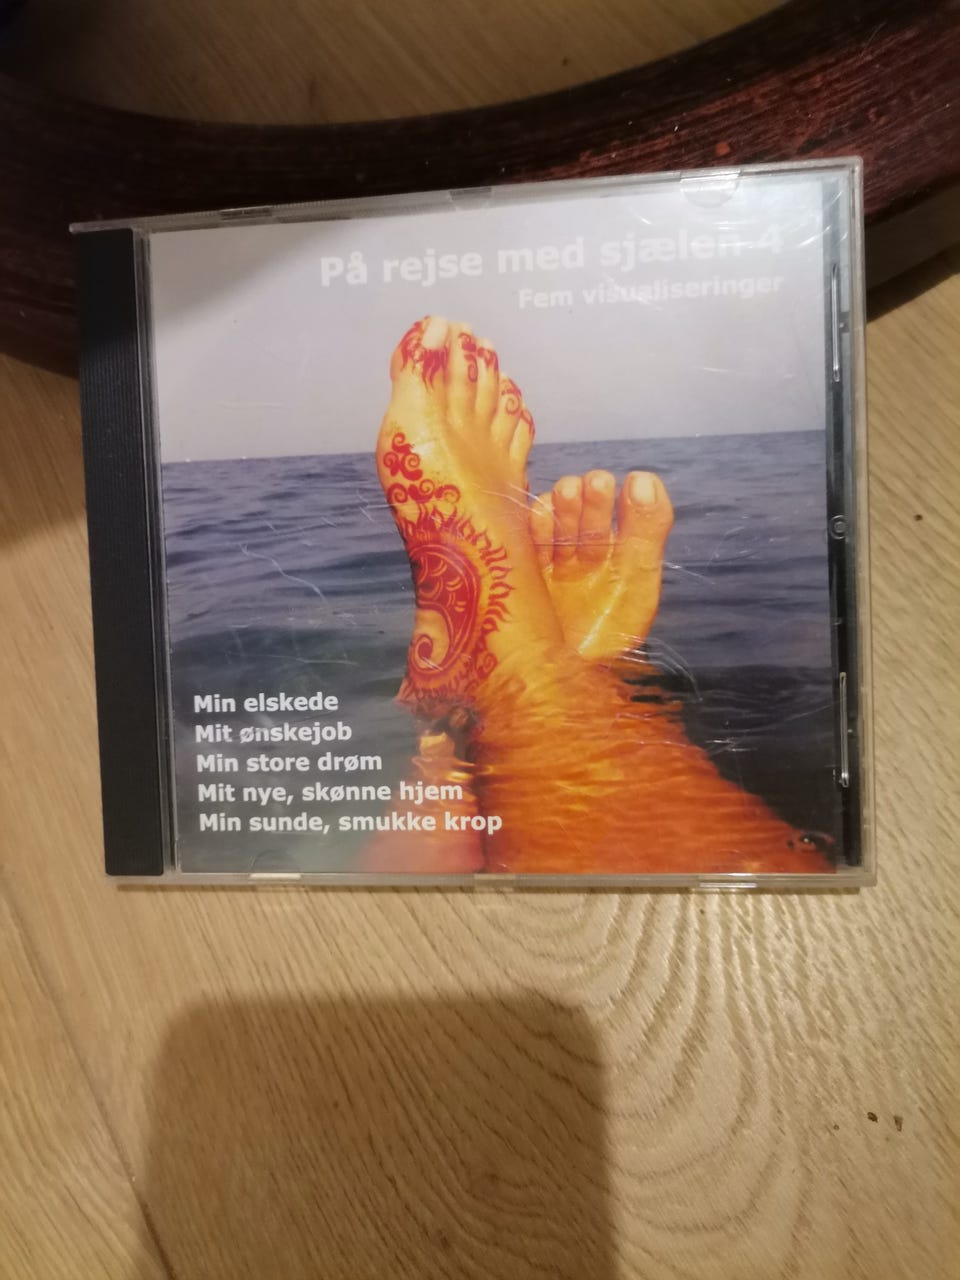 På rejse med sjælen 4
Fem visualiseringer
Min elskede
Mit ønskejob
Min store drøm
Mit nye, skønne hjem
Min sunde, smukke krop